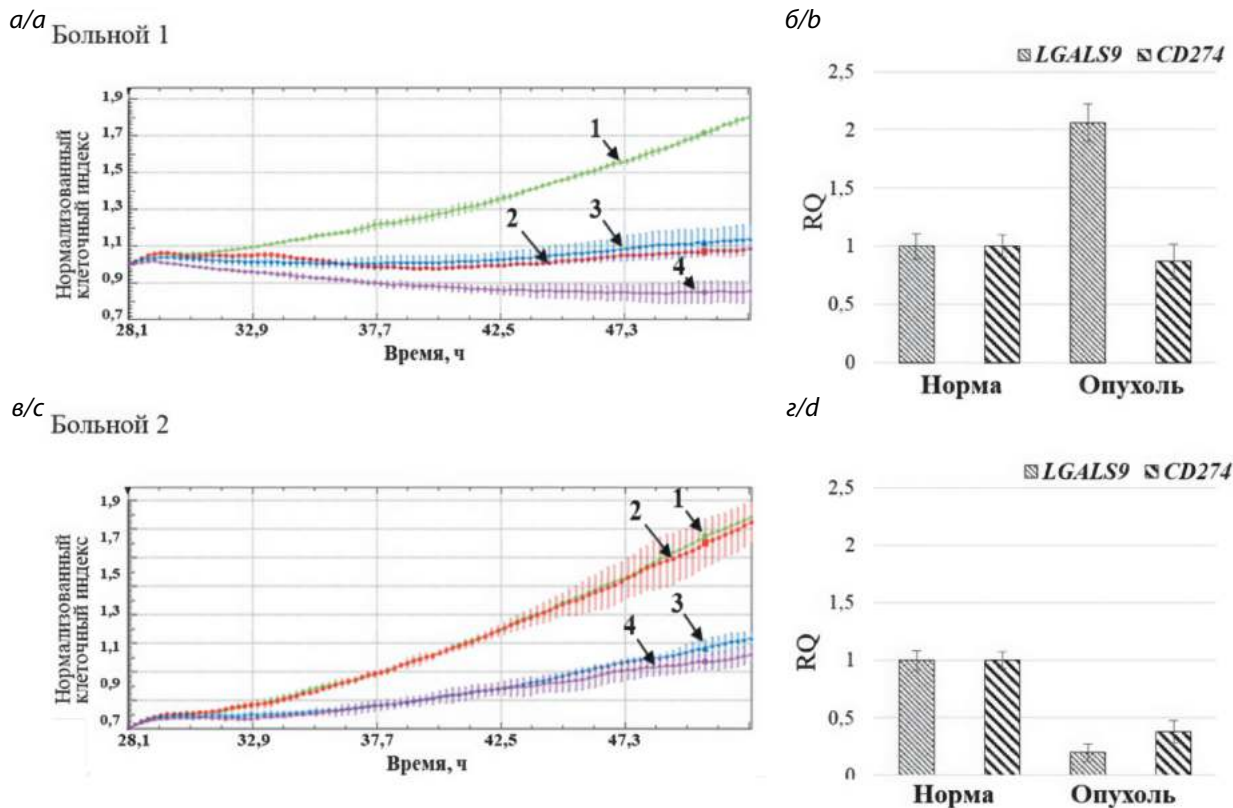 а/a
Больной 1
Нормализованный
клеточный индекс
1,9
1,7
1,5
1,3
1,1
0,9
0,7
1
2
3
4
28,1 32,9 37,7 42,5 47,3
Время, ч
б/b
LGALS9 CD274
RQ
2,5
2
1,5
1
0,5
0
Норма Опухоль
в/c
Больной 2
Нормализованный
клеточный индекс
1,9
1,7
1,5
1,3
1,1
0,9
0,7
1
2
3
4
28,1 32,9 37,7 42,5 47,3
Время, ч
г/d
LGALS9 CD274
RQ
2,5
2
1,5
1
0,5
0
Норма Опухоль